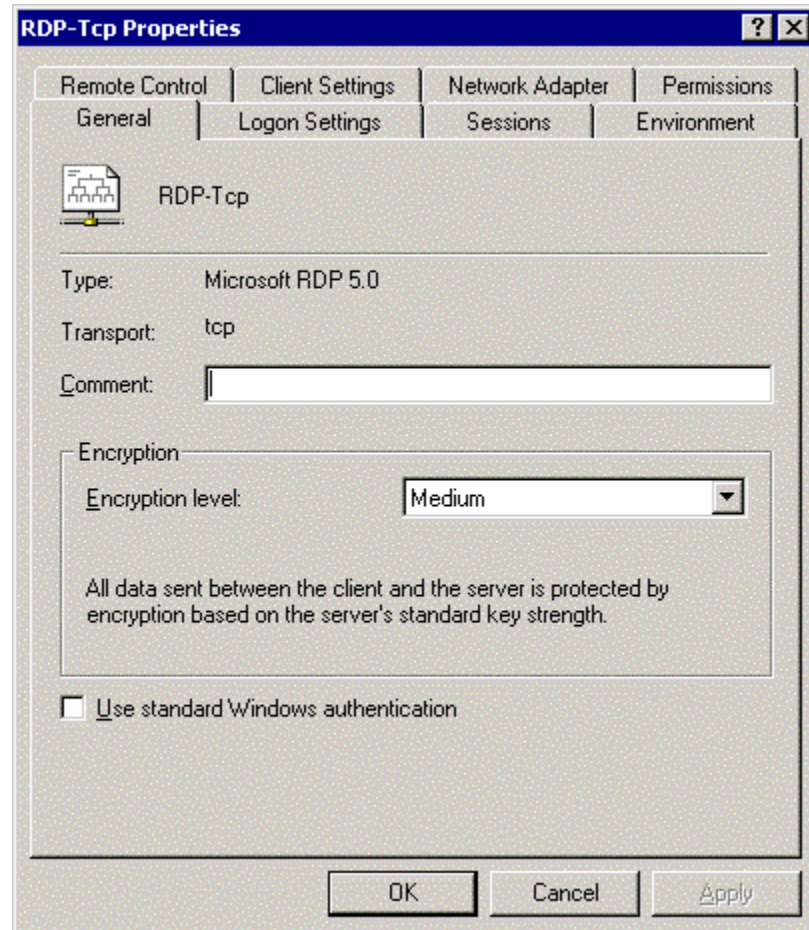 RDP-Tcp Properties
Remote Control Client Settings Network Adapter Permissions
General Logon Settings Sessions Environment
RDP-Tcp
Type: Microsoft RDP 5.0
Transport: tcp
Comment:
Encryption
Encryption level: Medium
All data sent between the client and the server is protected by
encryption based on the server's standard key strength.
Use standard Windows authentication
OK Cancel Apply